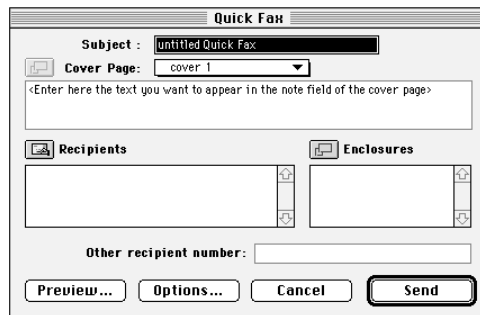 Quick Fax
Subject : untitled Quick Fax
Cover Page: cover 1
<Enter here the text you want to appear in the note field of the cover page>
Recipients Enclosures
Other recipient number:
Preview... Options... Cancel Send